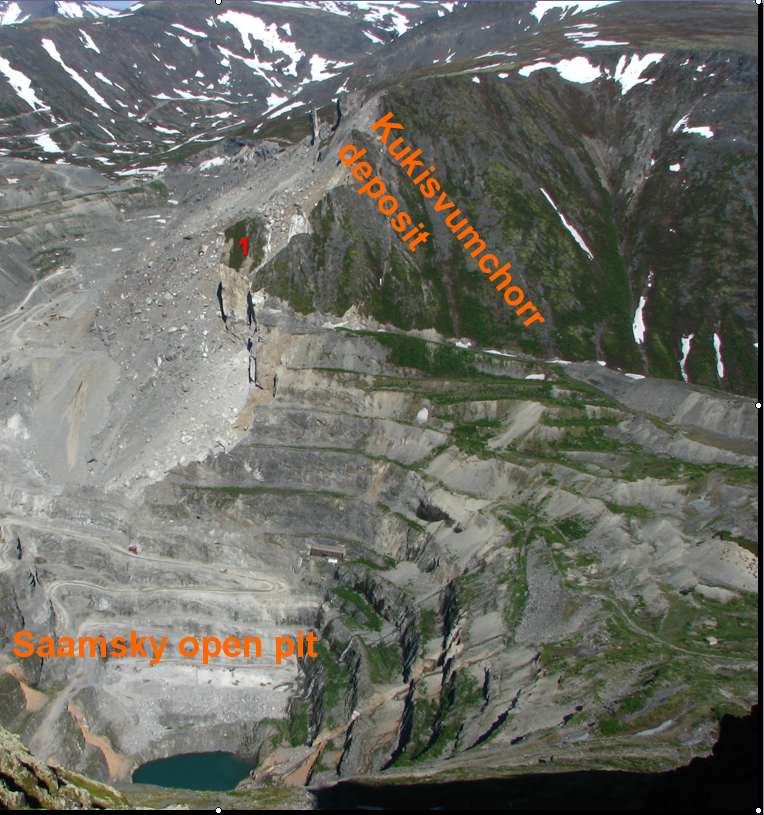 Kukisvumchorr
deposit
1
Saamsky open pit